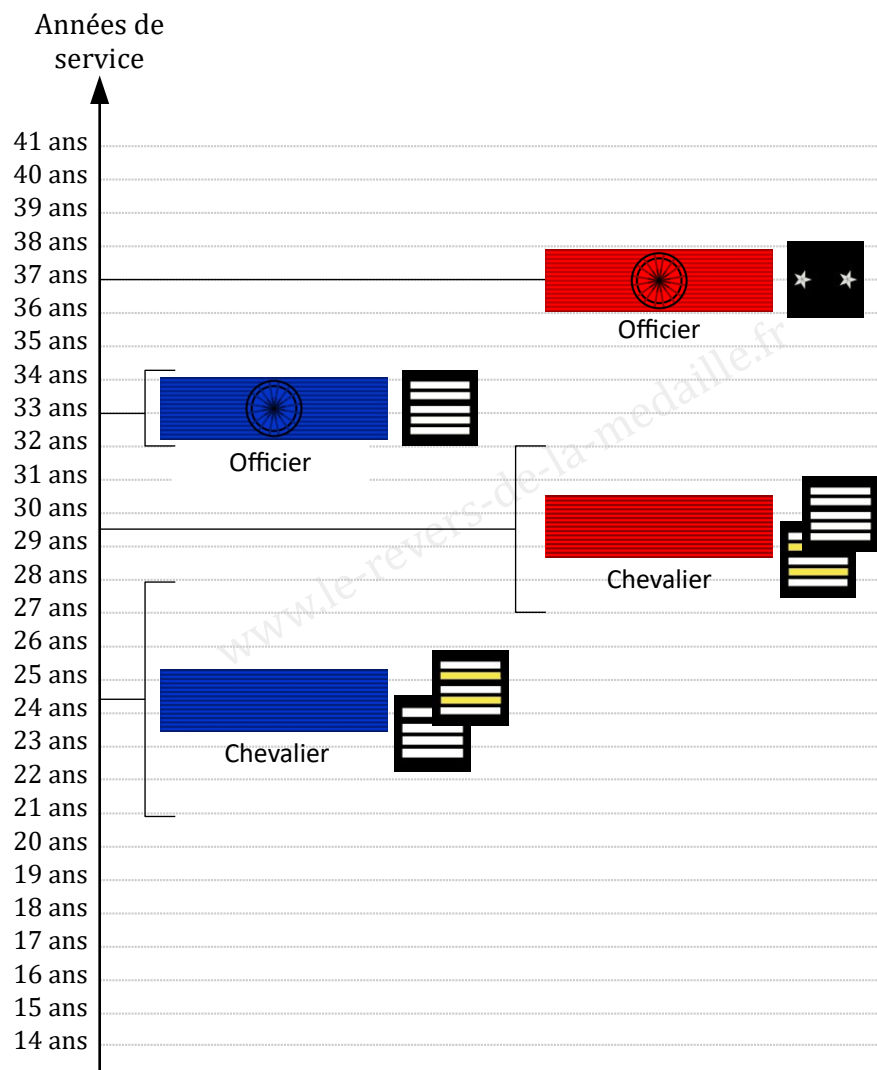 Années de
service
41 ans
40 ans
39 ans
38 ans
37 ans
36 ans
Officier
35 ans
34 ans
33 ans
32 ans
Officier
31 ans
30 ans
29 ans
28 ans
Chevalier
27 ans
26 ans
25 ans
24 ans
23 ans
Chevalier
22 ans
21 ans
20 ans
19 ans
18 ans
17 ans
16 ans
15 ans
14 ans
www.le-revers-de-la-medaille.fr